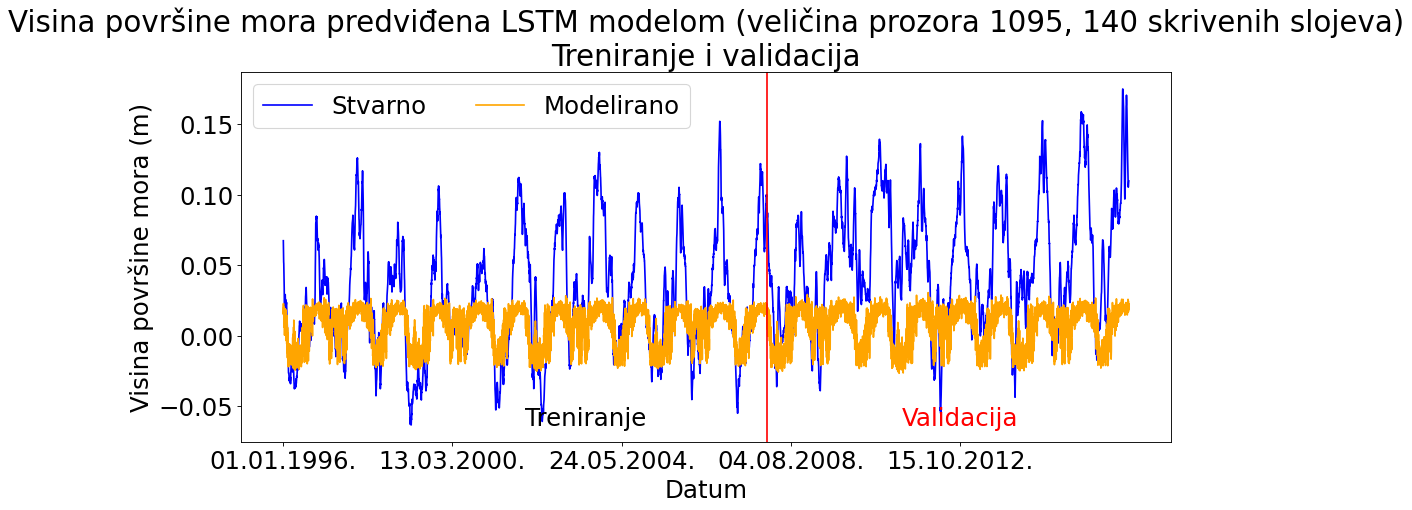 Visina površine mora predviđena LSTM modelom (veličina prozora 1095, 140 skrivenih slojeva)
Treniranje i validacija
Stvarno Modelirano
Visina površine mora (m)
0.15
0.10
0.05
0.00
−0.05
Treniranje Validacija
01.01.1996. 13.03.2000. 24.05.2004. 04.08.2008. 15.10.2012.
Datum